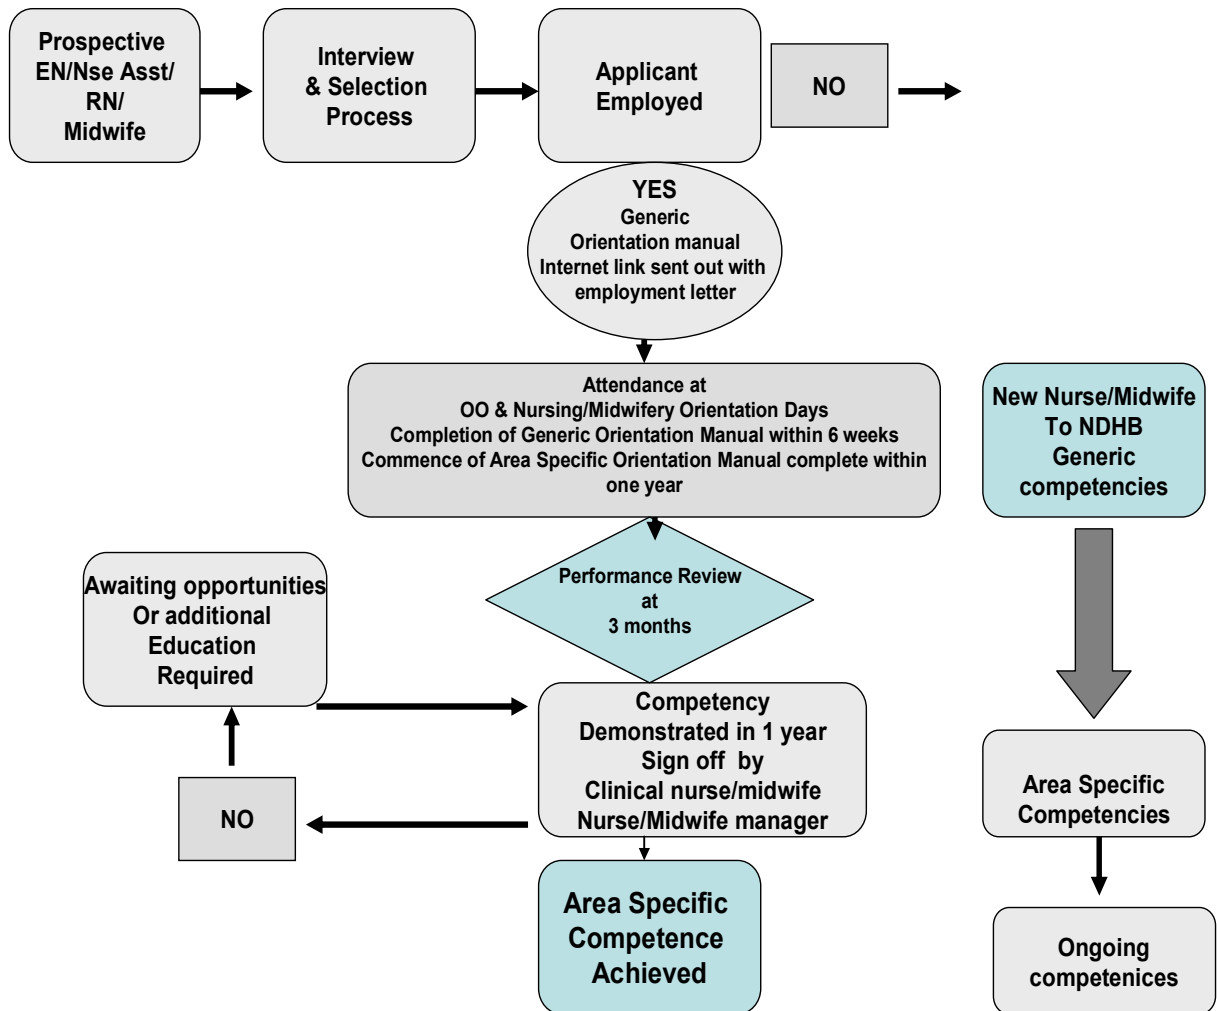 Prospective
EN/Nse Asst/
RN/
Midwife
Interview
& Selection
Process
Applicant
Employed
NO
YES
Generic
Orientation manual
Internet link sent out with
employment letter
Attendance at
OO & Nursing/Midwifery Orientation Days
Completion of Generic Orientation Manual within 6 weeks
Commence of Area Specific Orientation Manual complete within
one year
New Nurse/Midwife
To NDHB
Generic
competencies
Performance Review
at
3 months
Awaiting opportunities
Or additional
Education
Required
Competency
Demonstrated in 1 year
Sign off by
Clinical nurse/midwife
Nurse/Midwife manager
NO
Area Specific
Competencies
Area Specific
Competence
Achieved
Ongoing
competenices